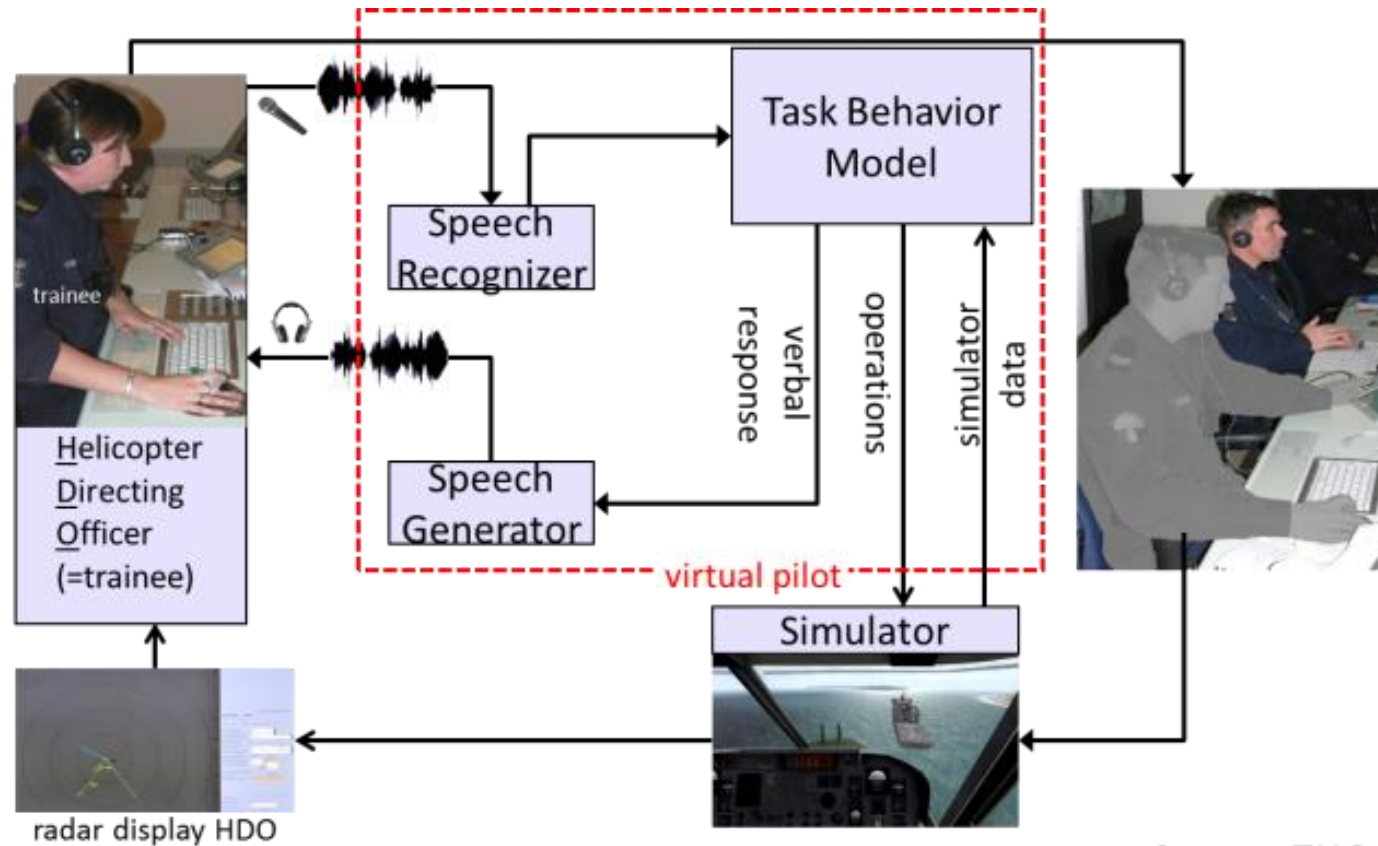 Task Behavior
Model
Speech
Recognizer
trainee
verbal
response
operations
simulator
data
Helicopter
Directing
Officer
(=trainee)
Speech
Generator
virtual pilot
Simulator
radar display HDO